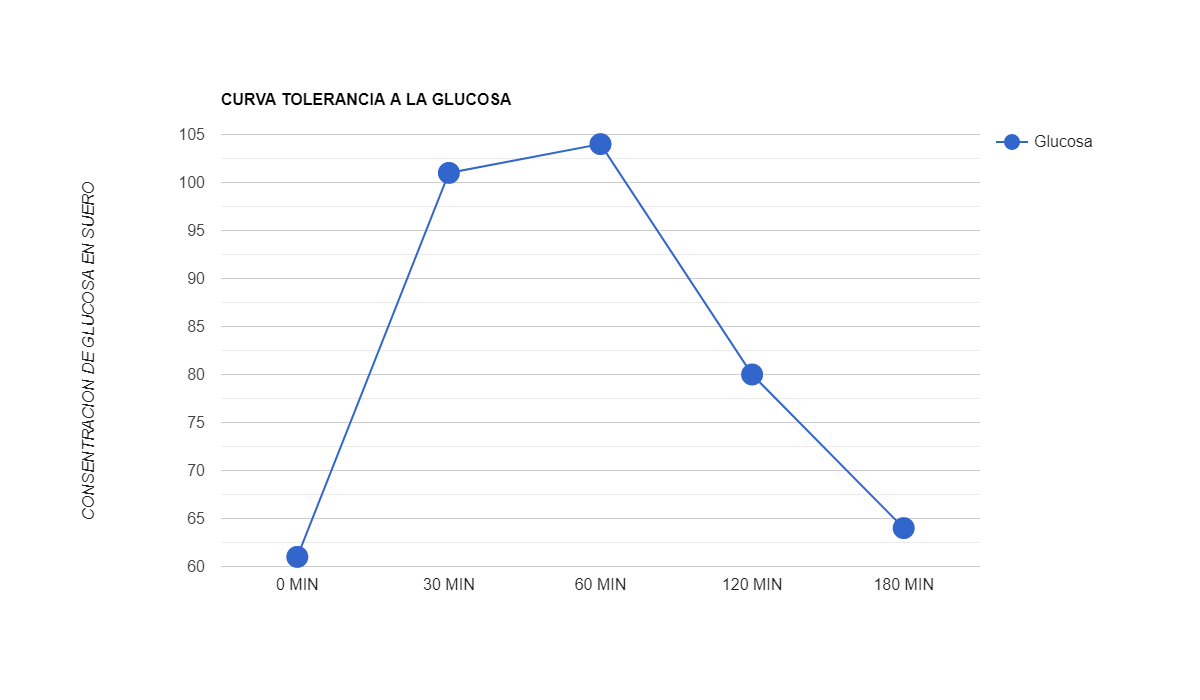 CURVA TOLERANCIA A LA GLUCOSA
Glucosa
CONSENTRACION DE GLUCOSA EN SUERO
105
100
95
90
85
80
75
70
65
60
0 MIN
30 MIN
60 MIN
120 MIN
180 MIN